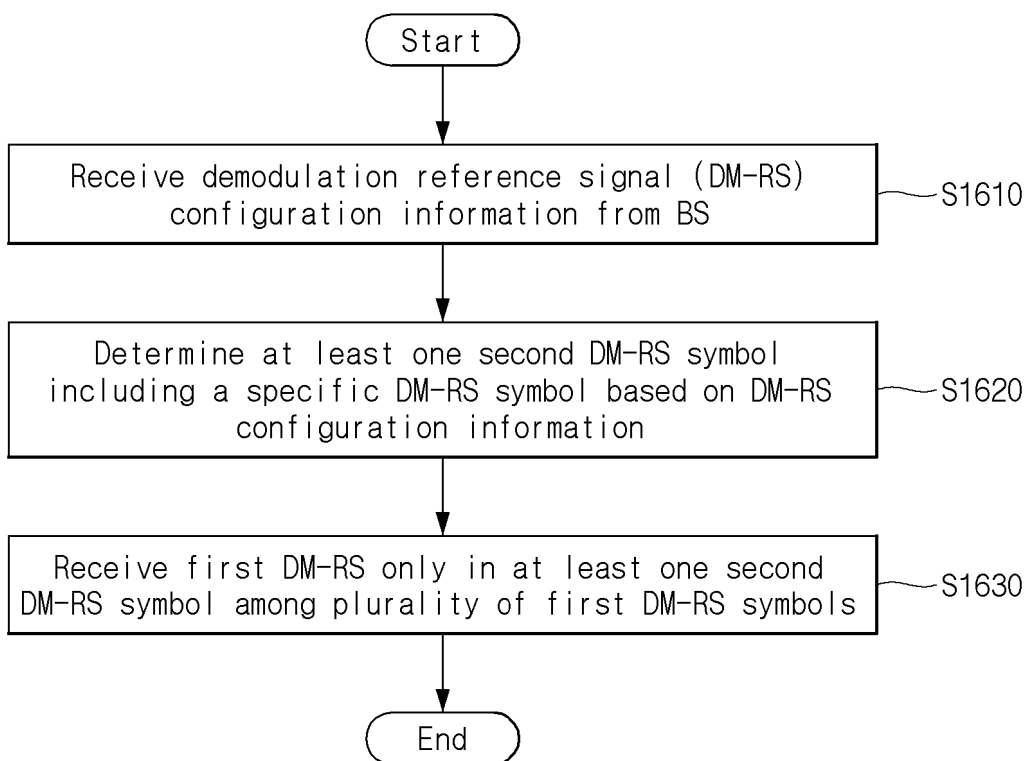 Start
Receive demodulation reference signal (DM-RS)
configuration information from BS
S1610
Determine at least one second DM-RS symbol
including a specific DM-RS symbol based on DM-RS
configuration information
S1620
Receive first DM-RS only in at least one second
DM-RS symbol among plurality of first DM-RS symbols
S1630
End